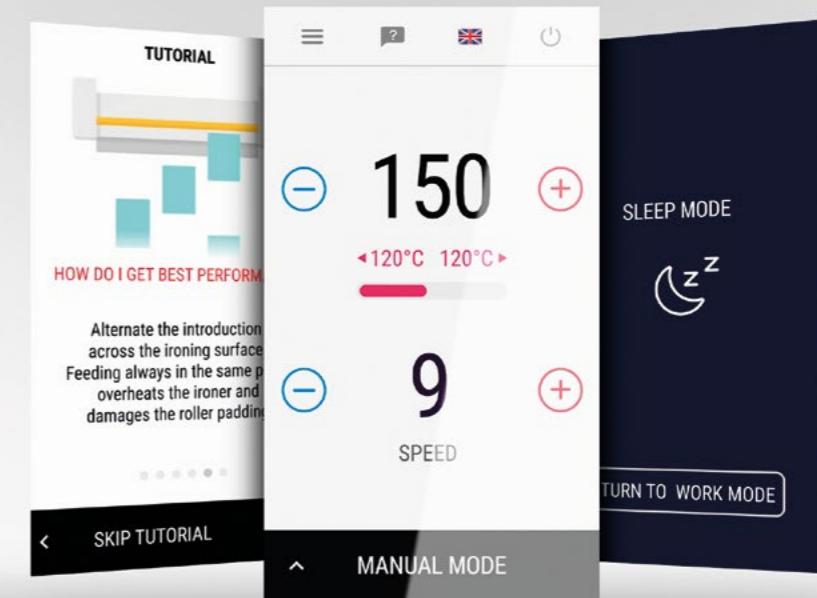 TUTORIAL
HOW DO I GET BEST PERFORM
Alternate the introduction
across the ironing surface
Feeding always in the same p
overheats the ironer and
damages the roller padding
SKIP TUTORIAL
?
150
◂120°C 120°C▸
9
SPEED
MANUAL MODE
SLEEP MODE
z z
TURN TO WORK MODE